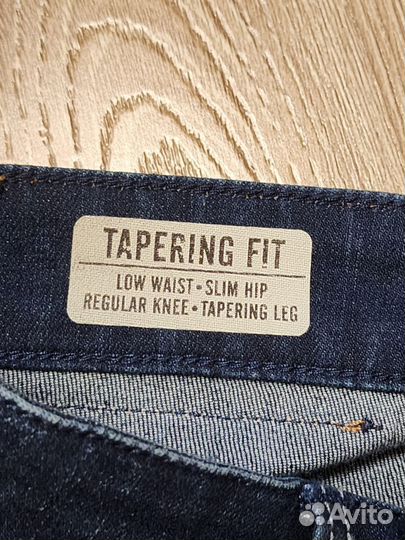 TAPERING FIT
LOW WAIST • SLIM HIP
REGULAR KNEE • TAPERING LEG
Avito